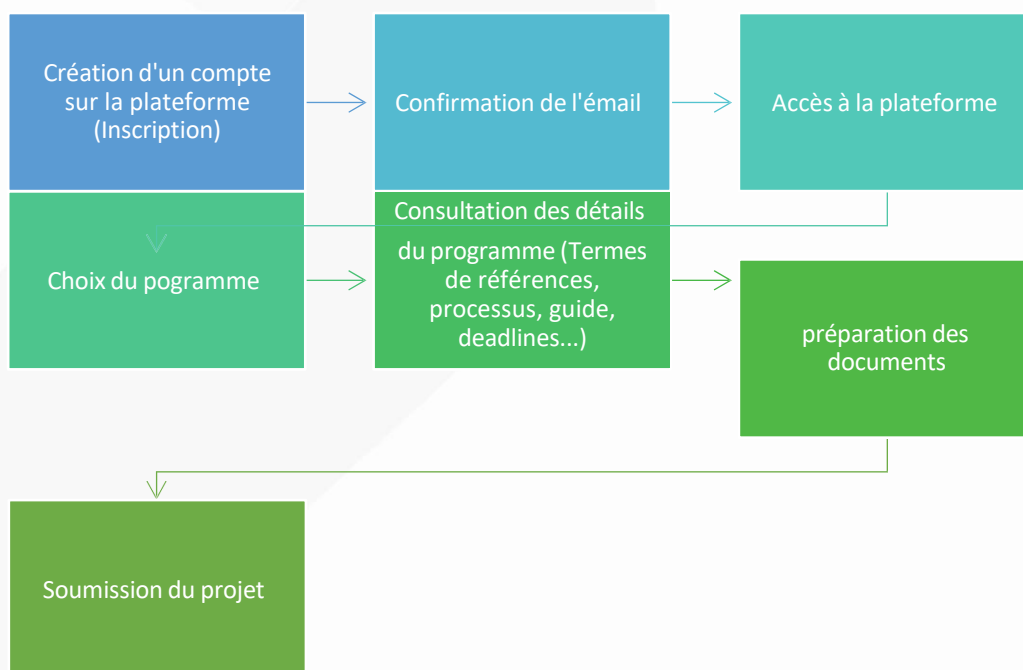 Création d'un compte
sur la plateforme
(Inscription)
Confirmation de l'émail
Accès à la plateforme
Choix du pogramme
Consultation des détails
du programme (Termes
de références,
processus, guide,
deadlines...)
préparation des
documents
Soumission du projet